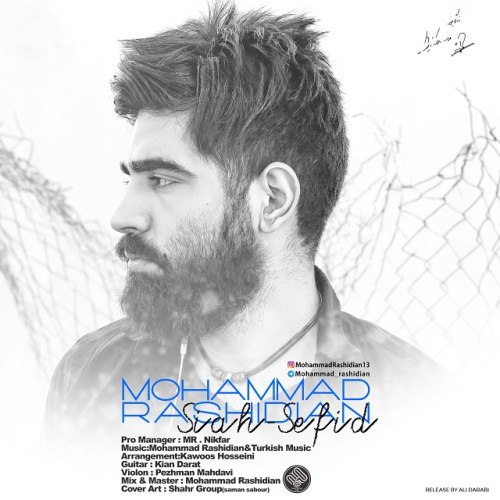 MohammadRashidian13
Mohammad_rashidian
MOHAMMAD
RASHIDIAN
Siah-Sefid
Pro Manager : MR . Nikfar
Music:Mohammad Rashidian&Turkish Music
Arrangement:Kawoos Hosseini
Guitar : Kian Darat
Violon : Pezhman Mahdavi
Mix & Master : Mohammad Rashidian
Cover Art : Shahr Group(saman sabour)
RELEASE BY ALI DARABI